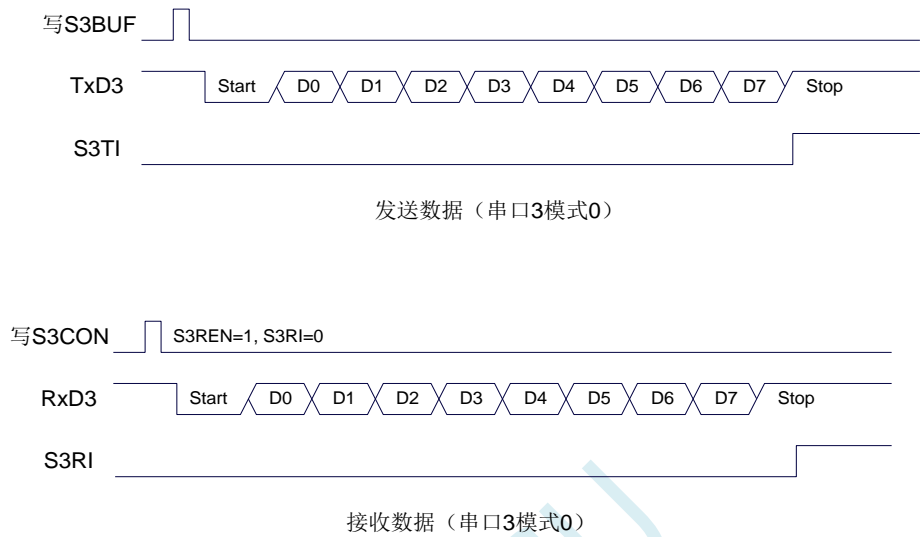 写S3BUF
TxD3 Start D0 D1 D2 D3 D4 D5 D6 D7 Stop
S3TI
发送数据（串口3模式0）
写S3CON S3REN=1, S3RI=0
RxD3 Start D0 D1 D2 D3 D4 D5 D6 D7 Stop
S3RI
接收数据（串口3模式0）